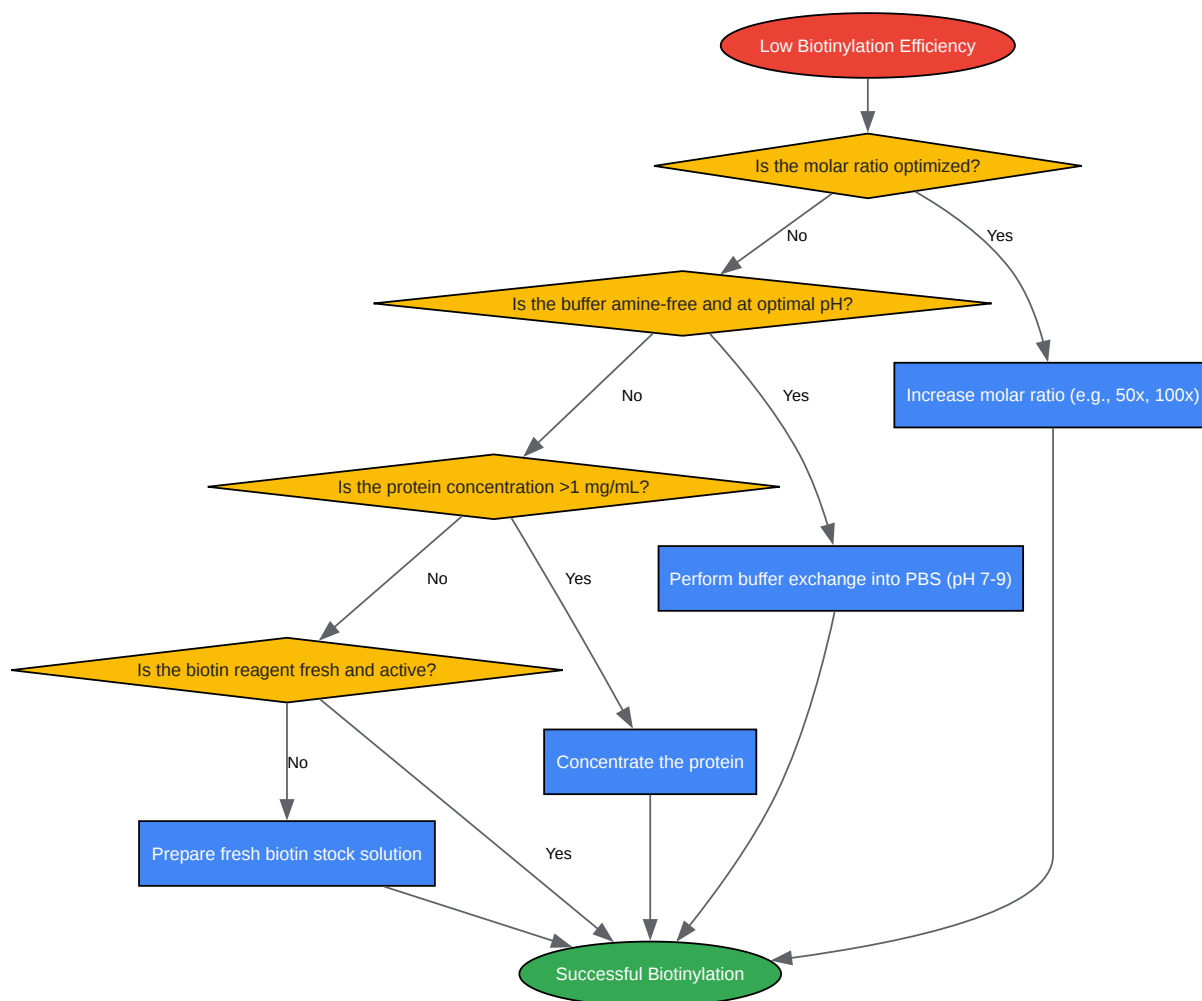 Low Biotinylation Efficiency
Is the molar ratio optimized?
No
Yes
Is the buffer amine-free and at optimal pH?
Increase molar ratio (e.g., 50x, 100x)
No
Yes
Is the protein concentration >1 mg/mL?
Perform buffer exchange into PBS (pH 7-9)
No
Yes
Is the biotin reagent fresh and active?
Concentrate the protein
No
Prepare fresh biotin stock solution
Yes
Successful Biotinylation